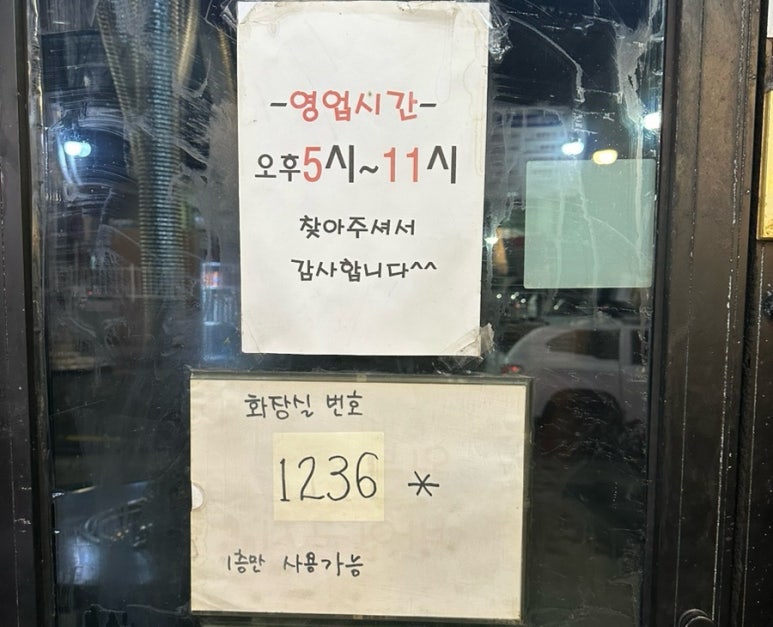 -영업시간-
오후5시~11시
찾아주셔서
감사합니다^^
화장실 번호
1236 *
1층만 사용가능